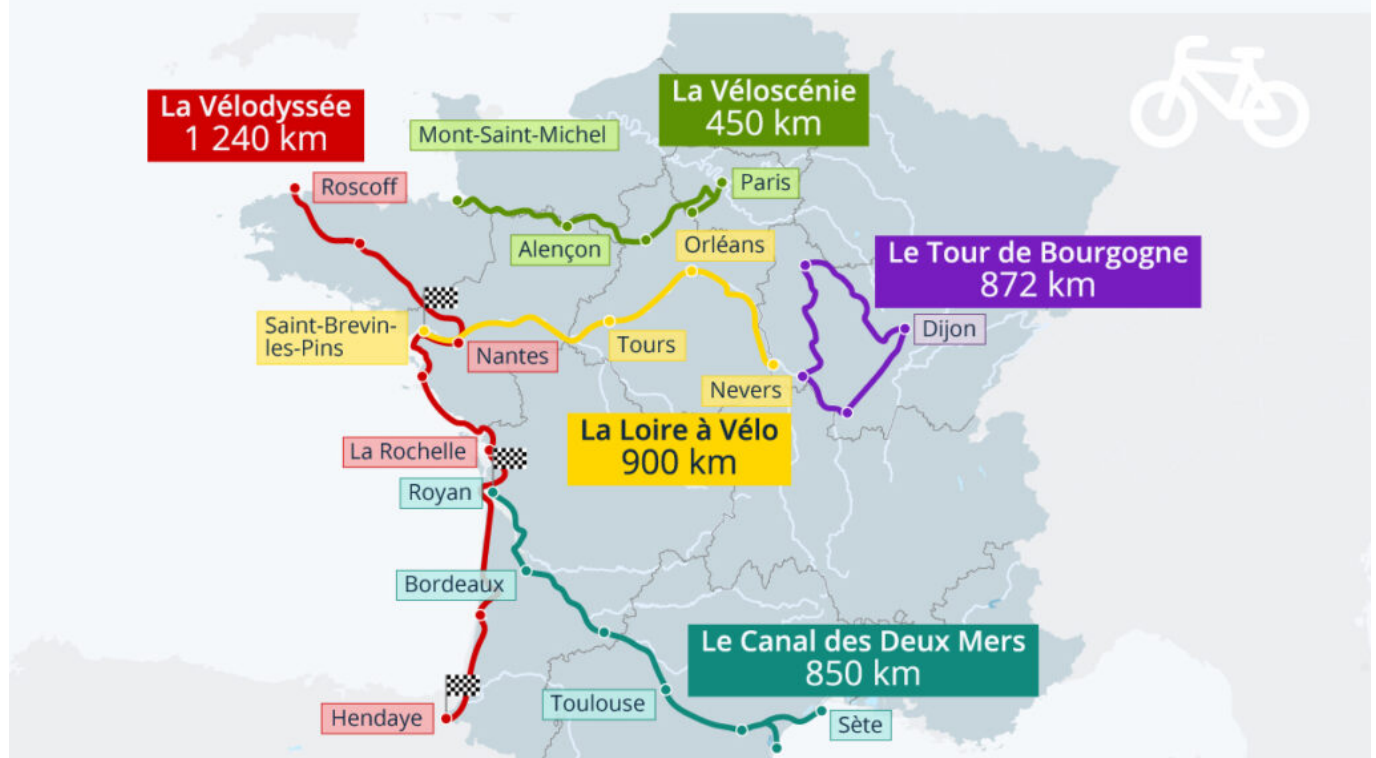 La Vélodyssée
1 240 km
La Véloscénie
450 km
Mont-Saint-Michel
Roscoff
Paris
Alençon
Orléans
Le Tour de Bourgogne
872 km
Saint-Brevin-
les-Pins
Dijon
Nantes
Tours
Nevers
La Loire à Vélo
900 km
La Rochelle
Royan
Bordeaux
Le Canal des Deux Mers
850 km
Toulouse
Hendaye
Sète